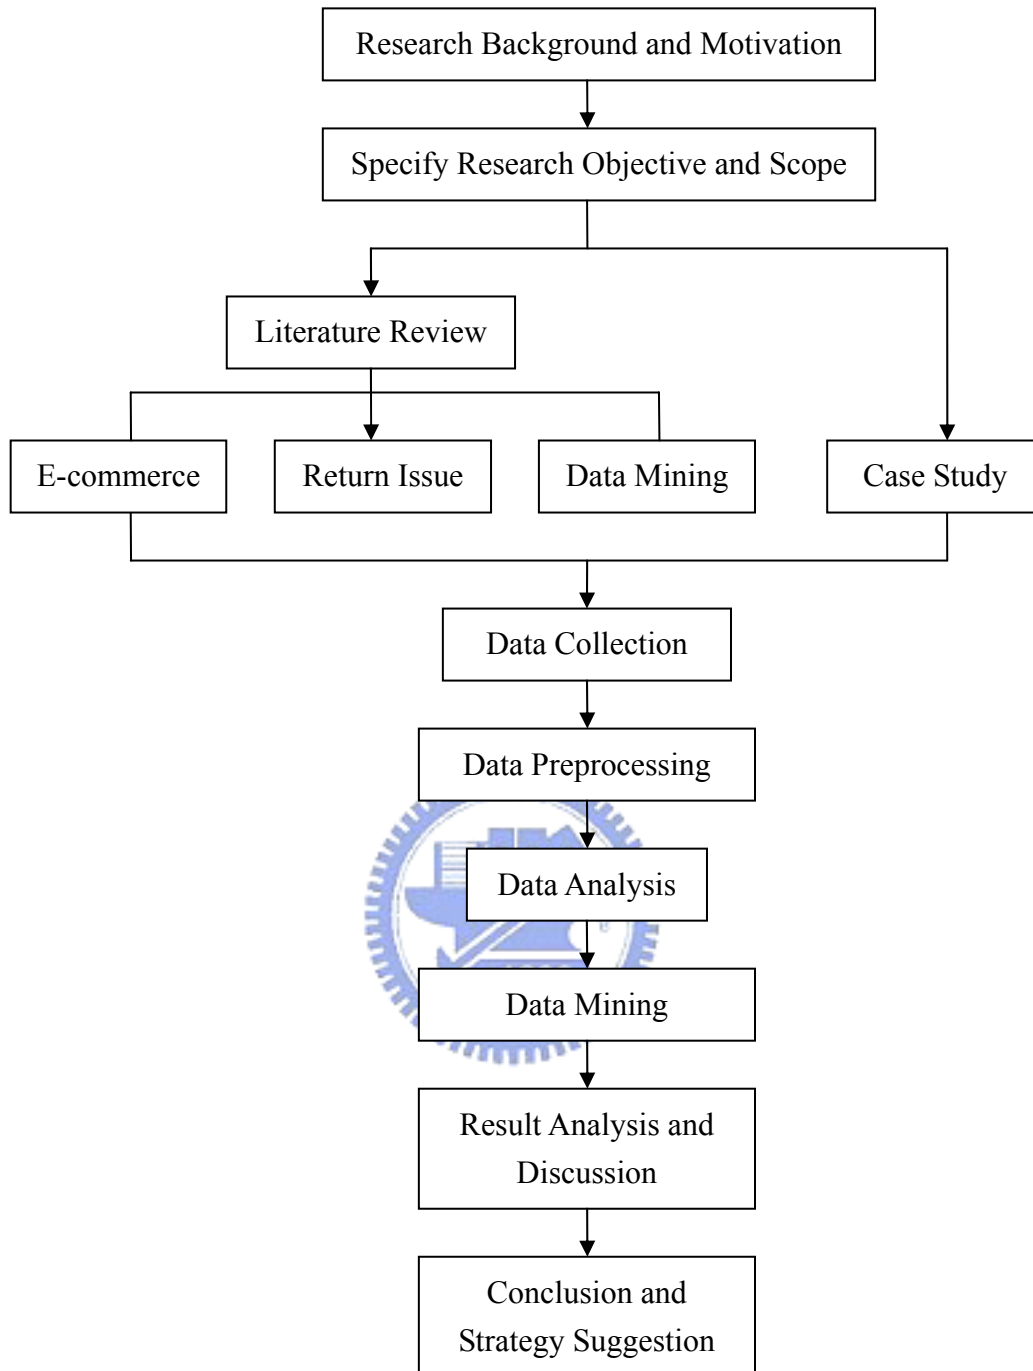 Research Background and Motivation
Specify Research Objective and Scope
Literature Review
E-commerce
Return Issue
Data Mining
Case Study
Data Collection
Data Preprocessing
Data Analysis
Data Mining
Result Analysis and
Discussion
Conclusion and
Strategy Suggestion